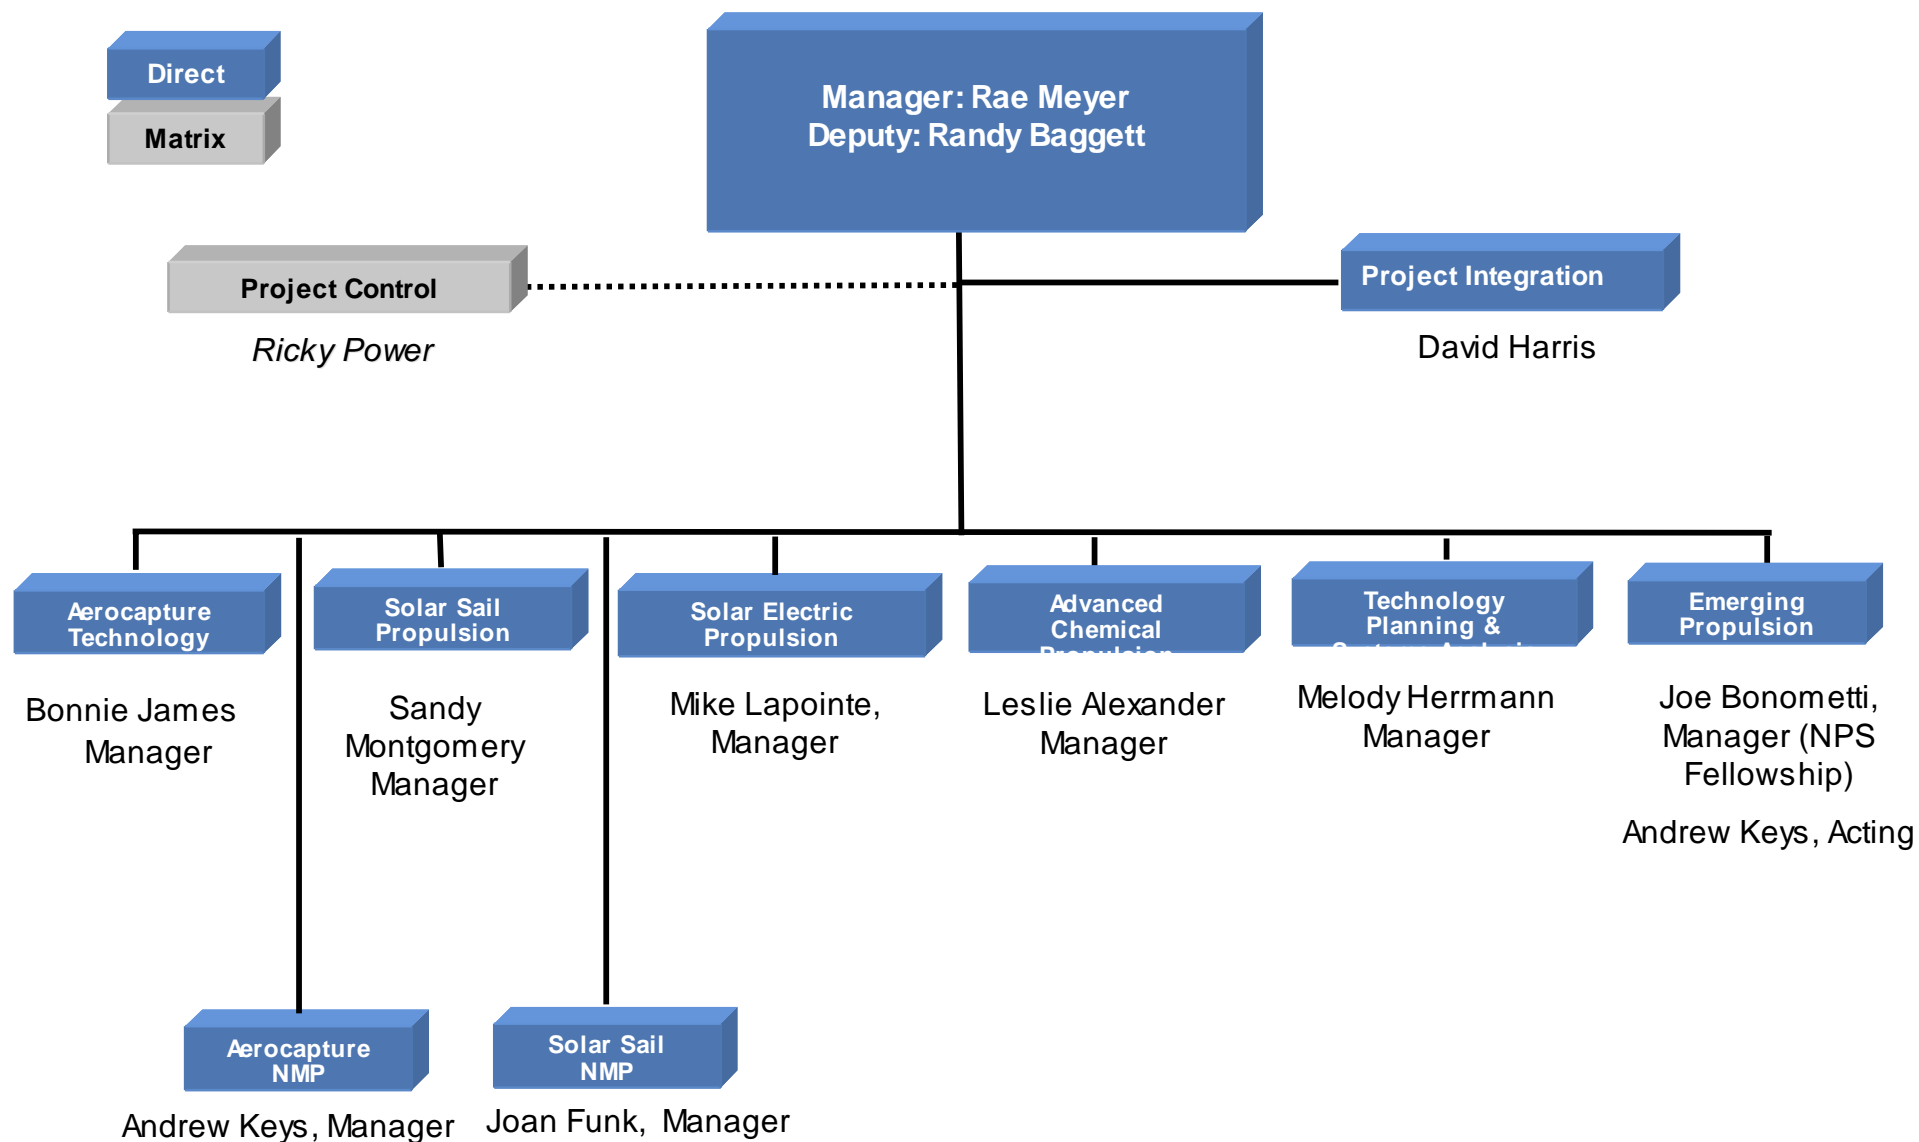 Direct
Matrix
Manager: Rae Meyer
Deputy: Randy Baggett
Project Control
Ricky Power
Project Integration
David Harris
Aerocapture
Technology
Bonnie James
Manager
Solar Sail
Propulsion
Sandy
Montgomery
Manager
Solar Electric
Propulsion
Mike Lapointe,
Manager
Advanced
Chemical
Propulsion
Leslie Alexander
Manager
Technology
Planning &
Systems Analysis
Melody Herrmann
Manager
Emerging
Propulsion
Joe Bonometti,
Manager (NPS
Fellowship)
Andrew Keys, Acting
Aerocapture
NMP
Andrew Keys, Manager
Solar Sail
NMP
Joan Funk, Manager